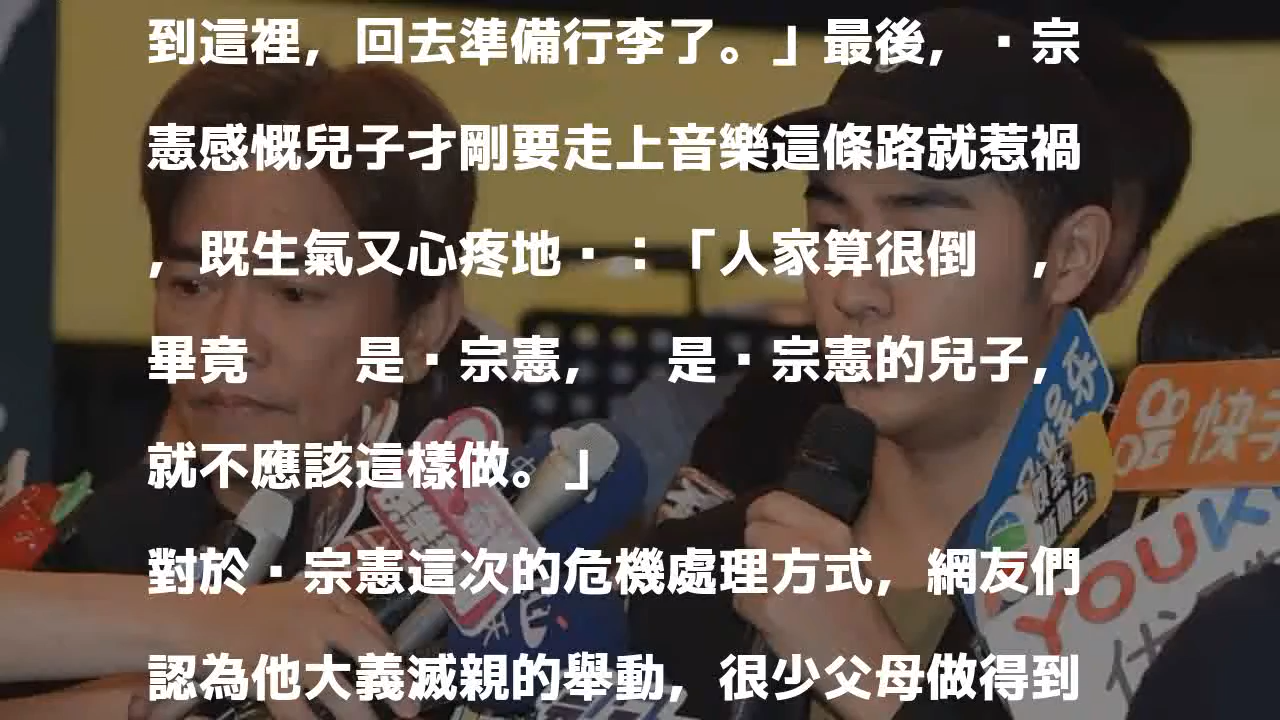 到這裡，回去準備行李了。」最後，▪宗
憲感慨兒子才剛要走上音樂這條路就惹禍
，既生氣又心疼地▪：「人家算很倒　，
畢竟　　是▪宗憲，　是▪宗憲的兒子，
就不應該這樣做。」
對於▪宗憲這次的危機處理方式，網友們
認為他大義滅親的舉動，很少父母做得到
快手
YOUKU